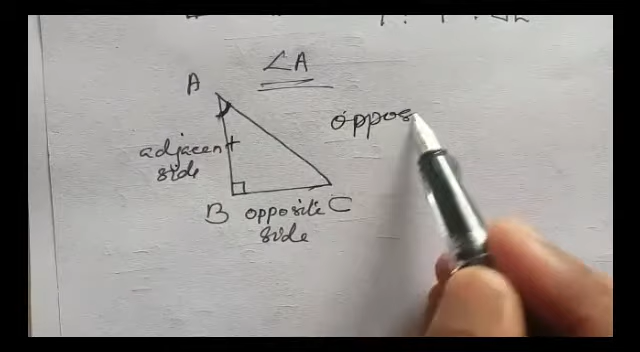 ∠A
A
oppos
adjacent
side
B opposite C
side